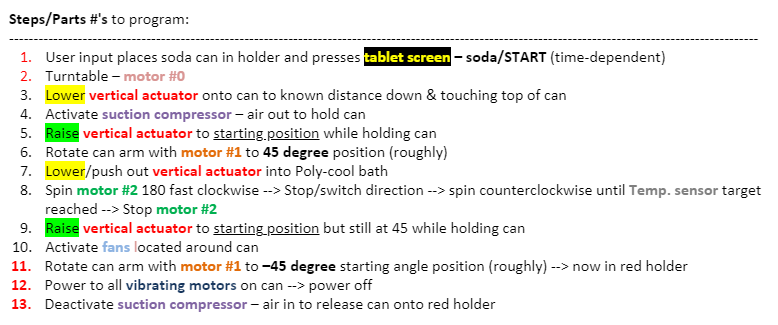 Steps/Parts #'s to program:
1. User input places soda can in holder and presses tablet screen – soda/START (time-dependent)
2. Turntable – motor #0
3. Lower vertical actuator onto can to known distance down & touching top of can
4. Activate suction compressor – air out to hold can
5. Raise vertical actuator to starting position while holding can
6. Rotate can arm with motor #1 to 45 degree position (roughly)
7. Lower/push out vertical actuator into Poly-cool bath
8. Spin motor #2 180 fast clockwise --> Stop/switch direction --> spin counterclockwise until Temp. sensor target
reached --> Stop motor #2
9. Raise vertical actuator to starting position but still at 45 while holding can
10. Activate fans located around can
11. Rotate can arm with motor #1 to –45 degree starting angle position (roughly) --> now in red holder
12. Power to all vibrating motors on can --> power off
13. Deactivate suction compressor – air in to release can onto red holder